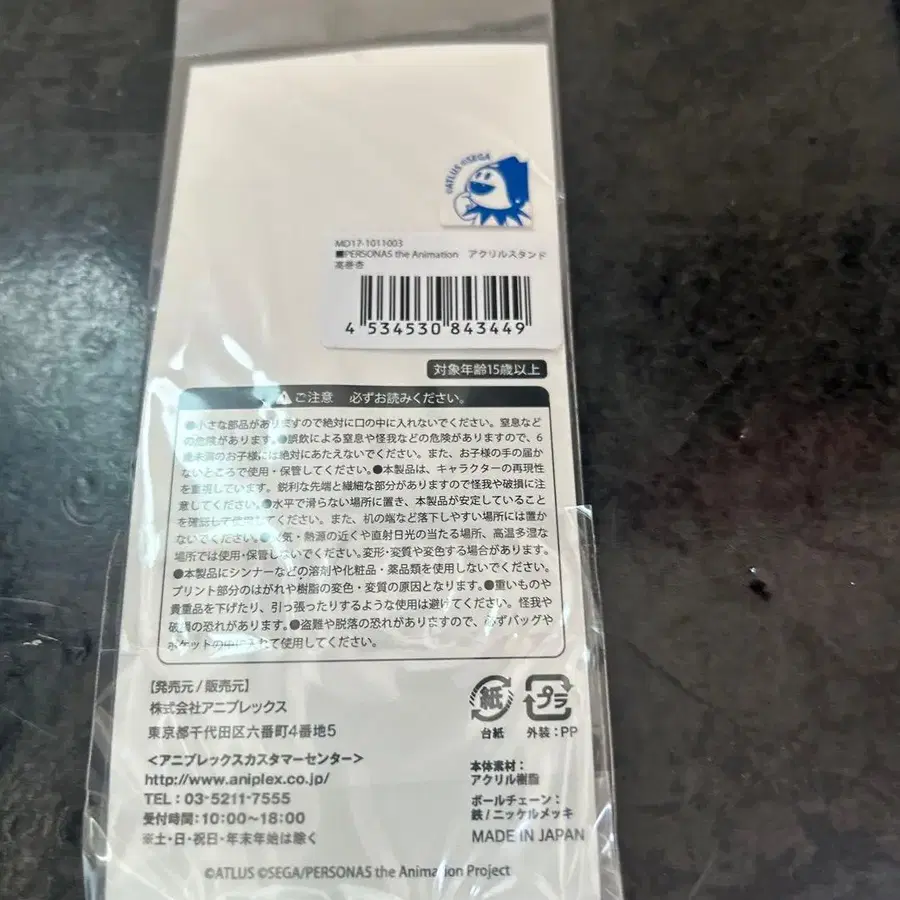 ©ATLUS ©SEGA
MD17-1011003
■PERSONA5 the Animation アクリルスタンド
高巻杏
4 534530 843449
対象年齢15歳以上
ご注意 必ずお読みください。
●小さな部品がありますので絶対に口の中に入れないでください。窒息など
の危険があります。●誤飲による窒息や怪我などの危険がありますので、6
歳未満のお子様には絶対にあたえないでください。また、お子様の手の届か
ないところで使用・保管してください。●本製品は、キャラクターの再現性
を重視しています。鋭利な先端と繊細な部分がありますので怪我や破損に注
意してください。●水平で滑らない場所に置き、本製品が安定していること
を確認して使用してください。また、机の端など落下しやすい場所には置か
ないでください。●火気・熱源の近くや直射日光の当たる場所、高温多湿な
場所では使用・保管しないでください。変形・変質や変色する場合があります。
●本製品にシンナーなどの溶剤や化粧品・薬品類を使用しないでください。
プリント部分のはがれや樹脂の変色・変質の原因となります。●重いものや
貴重品を下げたり、引っ張ったりするような使用は避けてください。怪我や
破損の恐れがあります。●盗難や脱落の恐れがありますので、必ずバッグや
ポケットの中に入れて使用してください。
【発売元/販売元】
株式会社アニプレックス
東京都千代田区六番町4番地5
<アニプレックスカスタマーセンター>
http://www.aniplex.co.jp/
TEL：03-5211-7555
受付時間：10:00〜18:00
※土・日・祝日・年末年始は除く
紙
台紙
プラ
外装：PP
本体素材：
アクリル樹脂
ボールチェーン：
鉄/ニッケルメッキ
MADE IN JAPAN
©ATLUS ©SEGA/PERSONA5 the Animation Project